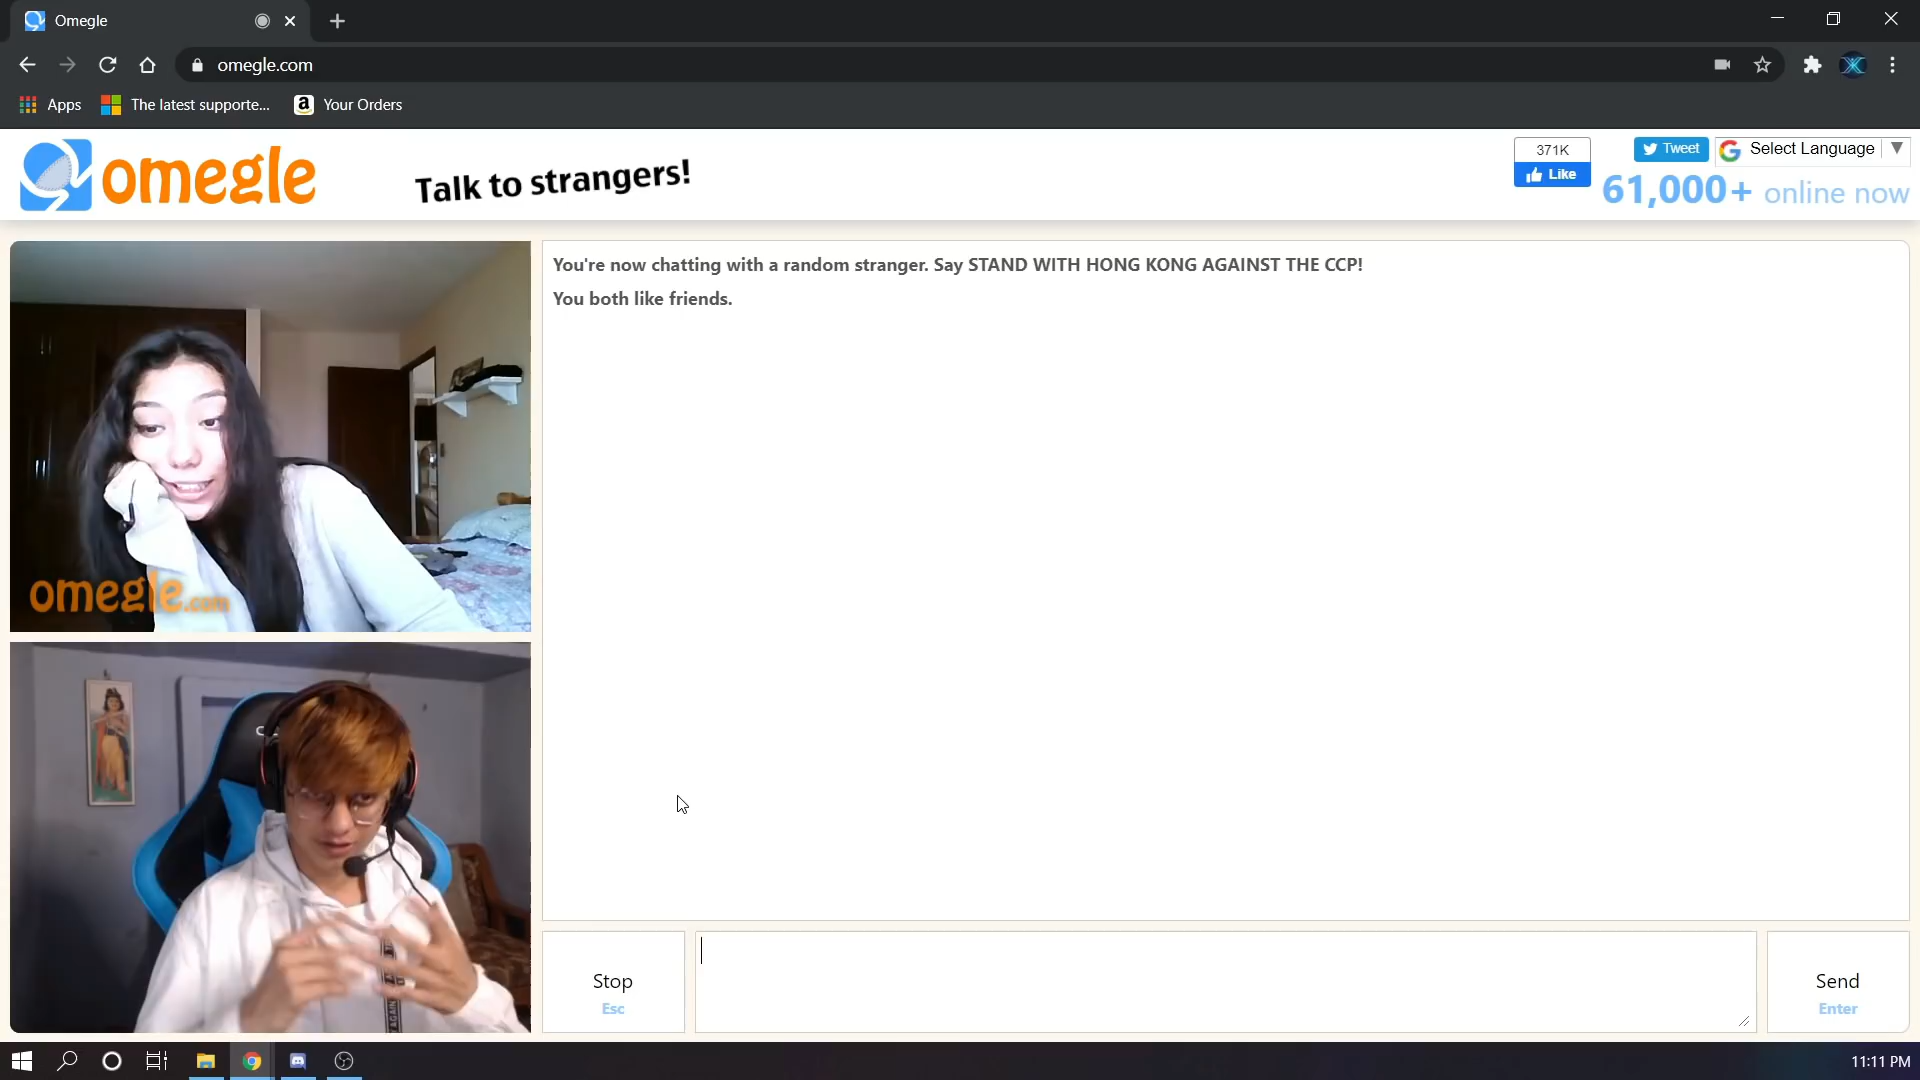 Omegle
omegle.com
Apps
The latest supporte...
Your Orders
omegle
Talk to strangers!
371K
Like
Tweet
Select Language
61,000+ online now
You're now chatting with a random stranger. Say STAND WITH HONG KONG AGAINST THE CCP!
You both like friends.
omegle.com
Stop
Esc
Send
Enter
11:11 PM